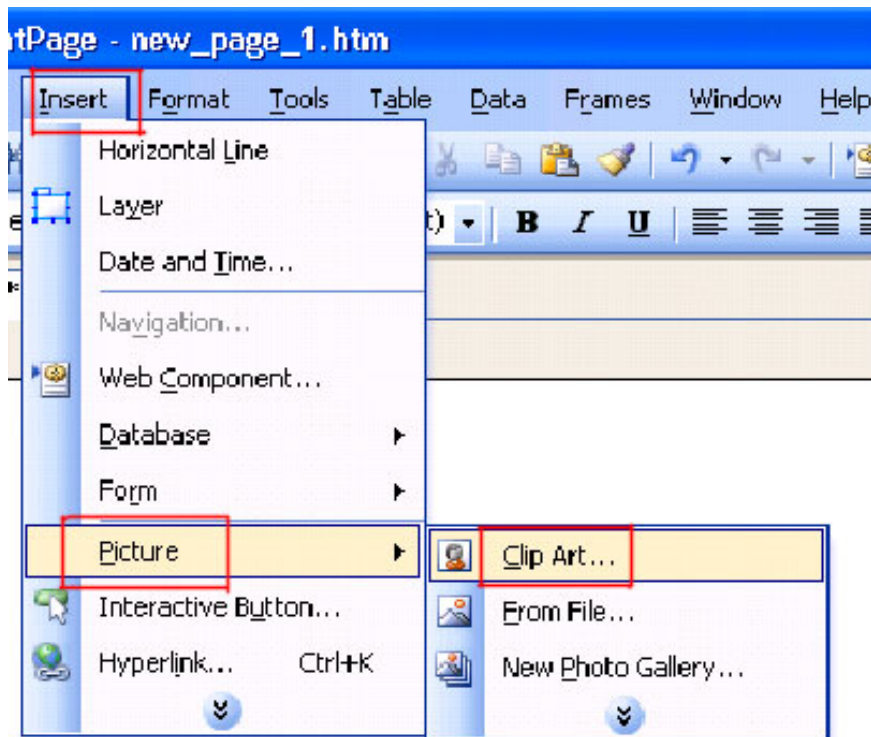 tPage - new_page_1.htm
Insert Format Tools Table Data Frames Window Help
Horizontal Line
Layer
t) B I U
Date and Time...
Navigation...
Web Component...
Database
Form
Picture
Clip Art...
Interactive Button...
From File...
Hyperlink... Ctrl+K
New Photo Gallery...